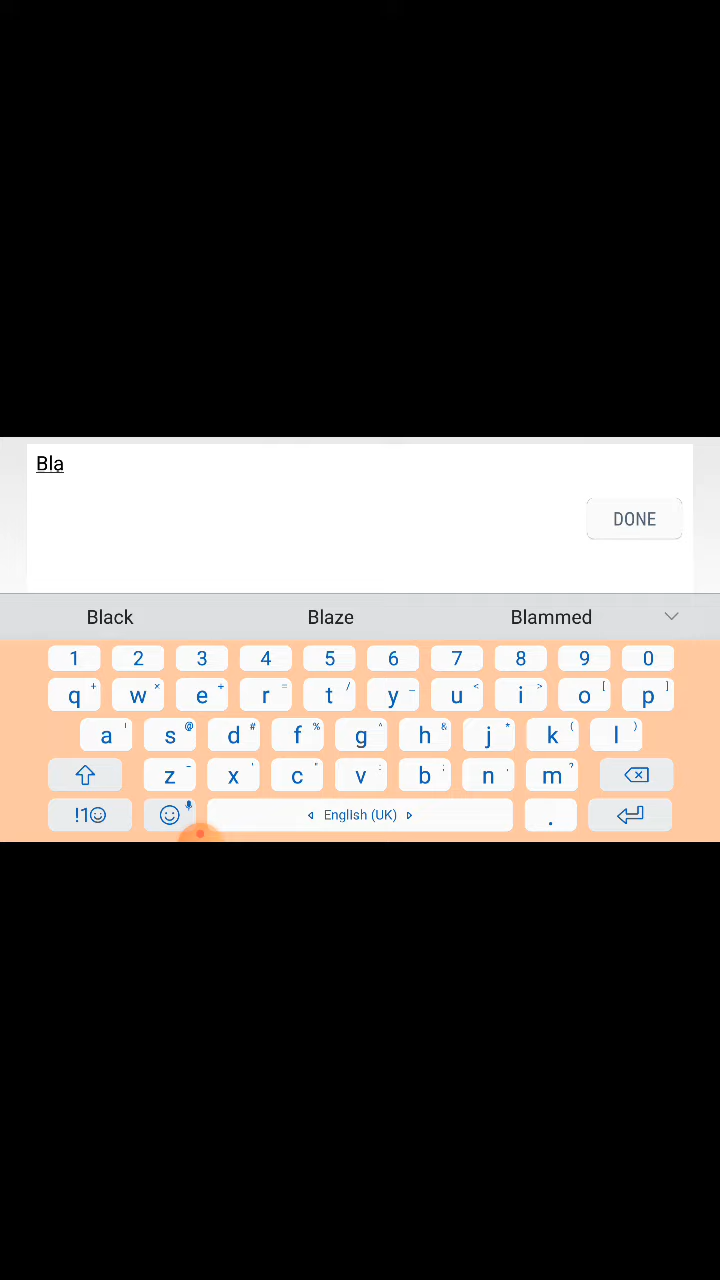 Bla
DONE
Black Blaze Blammed
1 2 3 4 5 6 7 8 9 0
q + w × e + r = t / y _ u < i > o [ p ]
a ! s @ d # f % g ^ h & j * k ( l )
z - x ' c " v : b ; n , m ?
!1☺ English (UK) .